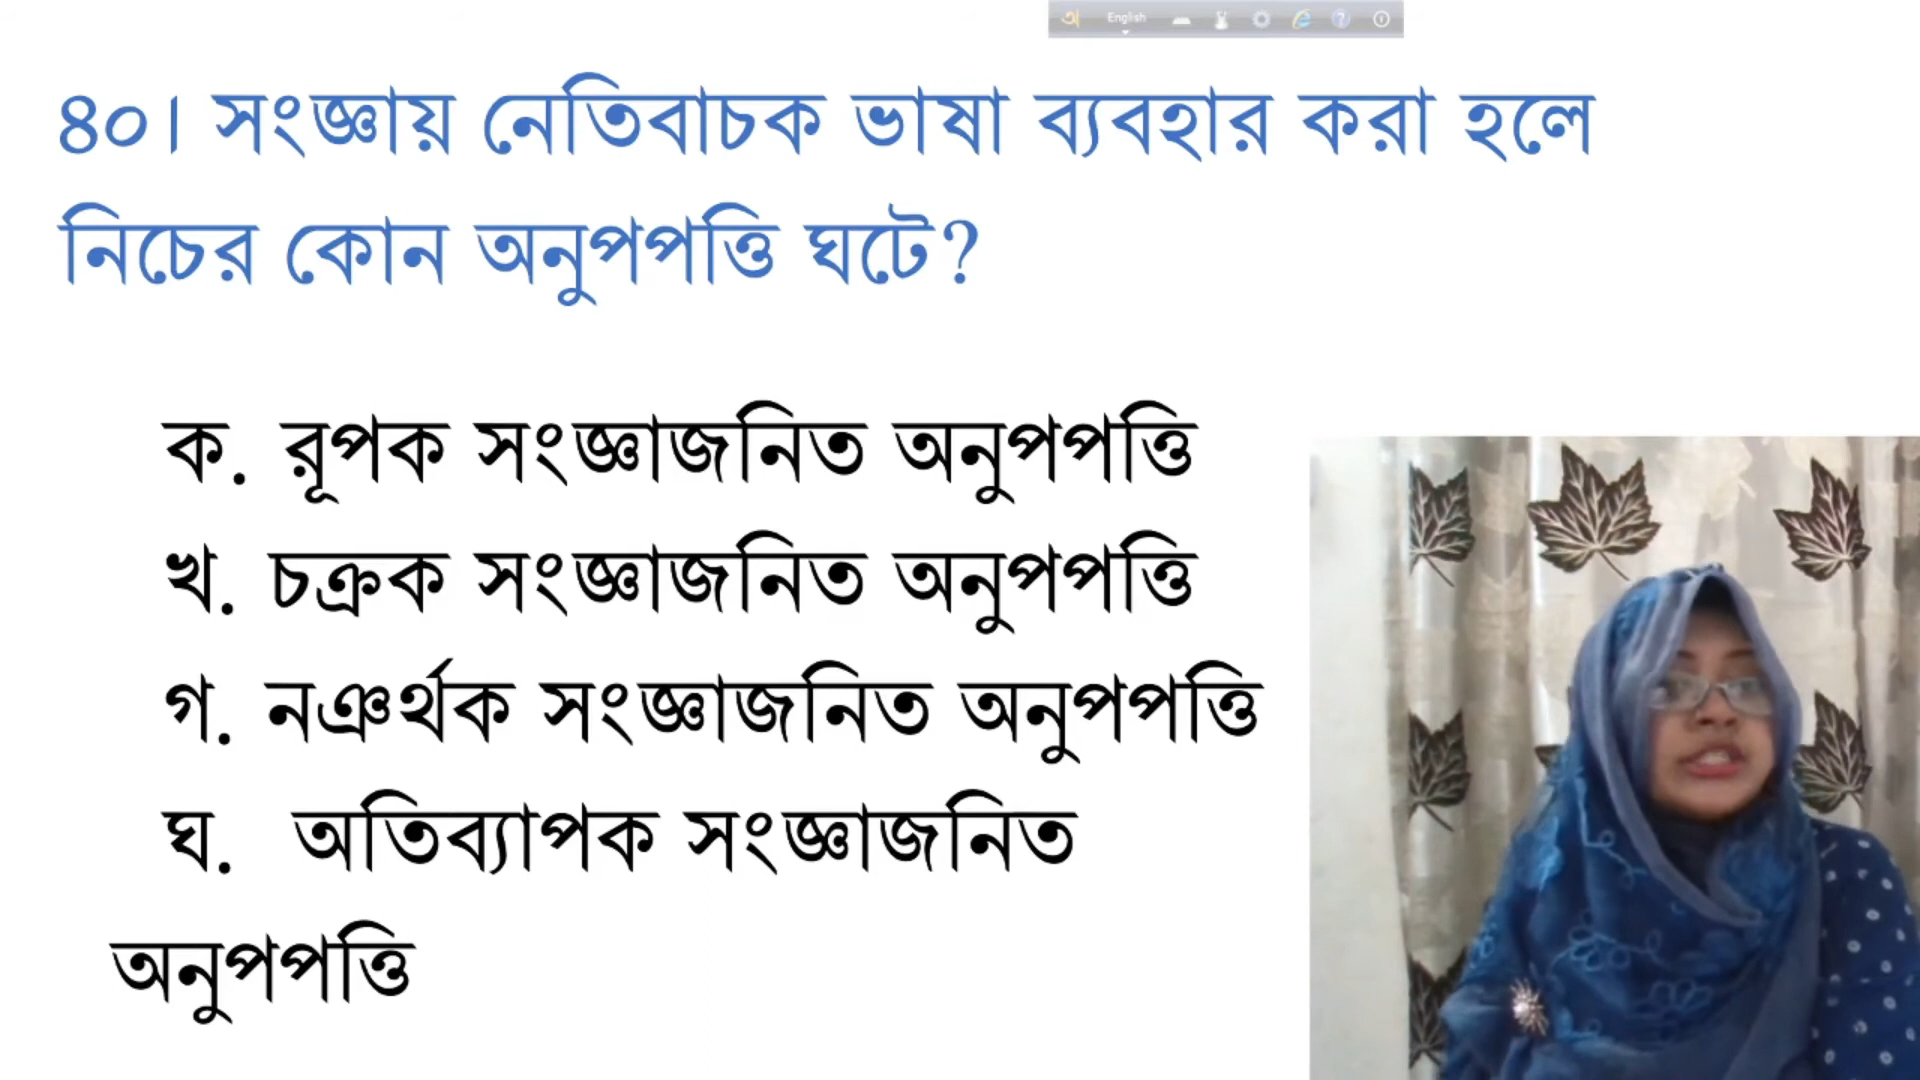 English
৪০। সংজ্ঞায় নেতিবাচক ভাষা ব্যবহার করা হলে
নিচের কোন অনুপপত্তি ঘটে?
ক. রূপক সংজ্ঞাজনিত অনুপপত্তি
খ. চক্রক সংজ্ঞাজনিত অনুপপত্তি
গ. নঞর্থক সংজ্ঞাজনিত অনুপপত্তি
ঘ. অতিব্যাপক সংজ্ঞাজনিত
অনুপপত্তি